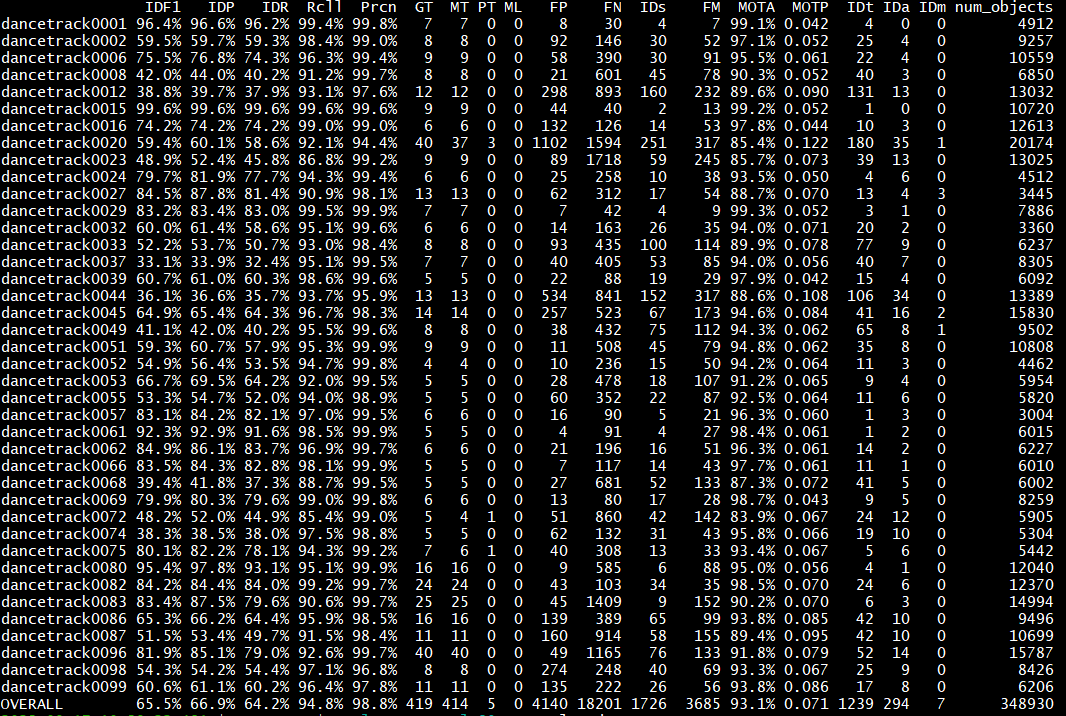 IDF1 IDP IDR Rcll Prcn GT MT PT ML FP FN IDs FM MOTA MOTP IDt IDa IDm num_objects
dancetrack0001 96.4% 96.6% 96.2% 99.4% 99.8% 7 7 0 0 8 30 4 7 99.1% 0.042 4 0 0 4912
dancetrack0002 59.5% 59.7% 59.3% 98.4% 99.0% 8 8 0 0 92 146 30 52 97.1% 0.052 25 4 0 9257
dancetrack0006 75.5% 76.8% 74.3% 96.3% 99.4% 9 9 0 0 58 390 30 91 95.5% 0.061 22 4 0 10559
dancetrack0008 42.0% 44.0% 40.2% 91.2% 99.7% 8 8 0 0 21 601 45 78 90.3% 0.052 40 3 0 6850
dancetrack0012 38.8% 39.7% 37.9% 93.1% 97.6% 12 12 0 0 298 893 160 232 89.6% 0.090 131 13 0 13032
dancetrack0015 99.6% 99.6% 99.6% 99.6% 99.6% 9 9 0 0 44 40 2 13 99.2% 0.052 1 0 0 10720
dancetrack0016 74.2% 74.2% 74.2% 99.0% 99.0% 6 6 0 0 132 126 14 53 97.8% 0.044 10 3 0 12613
dancetrack0020 59.4% 60.1% 58.6% 92.1% 94.4% 40 37 3 0 1102 1594 251 317 85.4% 0.122 180 35 1 20174
dancetrack0023 48.9% 52.4% 45.8% 86.8% 99.2% 9 9 0 0 89 1718 59 245 85.7% 0.073 39 13 0 13025
dancetrack0024 79.7% 81.9% 77.7% 94.3% 99.4% 6 6 0 0 25 258 10 38 93.5% 0.050 4 6 0 4512
dancetrack0027 84.5% 87.8% 81.4% 90.9% 98.1% 13 13 0 0 62 312 17 54 88.7% 0.070 13 4 3 3445
dancetrack0029 83.2% 83.4% 83.0% 99.5% 99.9% 7 7 0 0 7 42 4 9 99.3% 0.052 3 1 0 7886
dancetrack0032 60.0% 61.4% 58.6% 95.1% 99.6% 6 6 0 0 14 163 26 35 94.0% 0.071 20 2 0 3360
dancetrack0033 52.2% 53.7% 50.7% 93.0% 98.4% 8 8 0 0 93 435 100 114 89.9% 0.078 77 9 0 6237
dancetrack0037 33.1% 33.9% 32.4% 95.1% 99.5% 7 7 0 0 40 405 53 85 94.0% 0.056 40 7 0 8305
dancetrack0039 60.7% 61.0% 60.3% 98.6% 99.6% 5 5 0 0 22 88 19 29 97.9% 0.042 15 4 0 6092
dancetrack0044 36.1% 36.6% 35.7% 93.7% 95.9% 13 13 0 0 534 841 152 317 88.6% 0.108 106 34 0 13389
dancetrack0045 64.9% 65.4% 64.3% 96.7% 98.3% 14 14 0 0 257 523 67 173 94.6% 0.084 41 16 2 15830
dancetrack0049 41.1% 42.0% 40.2% 95.5% 99.6% 8 8 0 0 38 432 75 112 94.3% 0.062 65 8 1 9502
dancetrack0051 59.3% 60.7% 57.9% 95.3% 99.9% 9 9 0 0 11 508 45 79 94.8% 0.062 35 8 0 10808
dancetrack0052 54.9% 56.4% 53.5% 94.7% 99.8% 4 4 0 0 10 236 15 50 94.2% 0.064 11 3 0 4462
dancetrack0053 66.7% 69.5% 64.2% 92.0% 99.5% 5 5 0 0 28 478 18 107 91.2% 0.065 9 4 0 5954
dancetrack0055 53.3% 54.7% 52.0% 94.0% 98.9% 5 5 0 0 60 352 22 87 92.5% 0.064 11 6 0 5820
dancetrack0057 83.1% 84.2% 82.1% 97.0% 99.5% 6 6 0 0 16 90 5 21 96.3% 0.060 1 3 0 3004
dancetrack0061 92.3% 92.9% 91.6% 98.5% 99.9% 5 5 0 0 4 91 4 27 98.4% 0.061 1 2 0 6015
dancetrack0062 84.9% 86.1% 83.7% 96.9% 99.7% 6 6 0 0 21 196 16 51 96.3% 0.061 14 2 0 6227
dancetrack0066 83.5% 84.3% 82.8% 98.1% 99.9% 5 5 0 0 7 117 14 43 97.7% 0.061 11 1 0 6010
dancetrack0068 39.4% 41.8% 37.3% 88.7% 99.5% 5 5 0 0 27 681 52 133 87.3% 0.072 41 5 0 6002
dancetrack0069 79.9% 80.3% 79.6% 99.0% 99.8% 6 6 0 0 13 80 17 28 98.7% 0.043 9 5 0 8259
dancetrack0072 48.2% 52.0% 44.9% 85.4% 99.0% 5 4 1 0 51 860 42 142 83.9% 0.067 24 12 0 5905
dancetrack0074 38.3% 38.5% 38.0% 97.5% 98.8% 5 5 0 0 62 132 31 43 95.8% 0.066 19 10 0 5304
dancetrack0075 80.1% 82.2% 78.1% 94.3% 99.2% 7 6 1 0 40 308 13 33 93.4% 0.067 5 6 0 5442
dancetrack0080 95.4% 97.8% 93.1% 95.1% 99.9% 16 16 0 0 9 585 6 88 95.0% 0.056 4 1 0 12040
dancetrack0082 84.2% 84.4% 84.0% 99.2% 99.7% 24 24 0 0 43 103 34 35 98.5% 0.070 24 6 0 12370
dancetrack0083 83.4% 87.5% 79.6% 90.6% 99.7% 25 25 0 0 45 1409 9 152 90.2% 0.070 6 3 0 14994
dancetrack0086 65.3% 66.2% 64.4% 95.9% 98.5% 16 16 0 0 139 389 65 99 93.8% 0.085 42 10 0 9496
dancetrack0087 51.5% 53.4% 49.7% 91.5% 98.4% 11 11 0 0 160 914 58 155 89.4% 0.095 42 10 0 10699
dancetrack0096 81.9% 85.1% 79.0% 92.6% 99.7% 40 40 0 0 49 1165 76 133 91.8% 0.079 52 14 0 15787
dancetrack0098 54.3% 54.2% 54.4% 97.1% 96.8% 8 8 0 0 274 248 40 69 93.3% 0.067 25 9 0 8426
dancetrack0099 60.6% 61.1% 60.2% 96.4% 97.8% 11 11 0 0 135 222 26 56 93.8% 0.086 17 8 0 6206
OVERALL 65.5% 66.9% 64.2% 94.8% 98.8% 419 414 5 0 4140 18201 1726 3685 93.1% 0.071 1239 294 7 348930